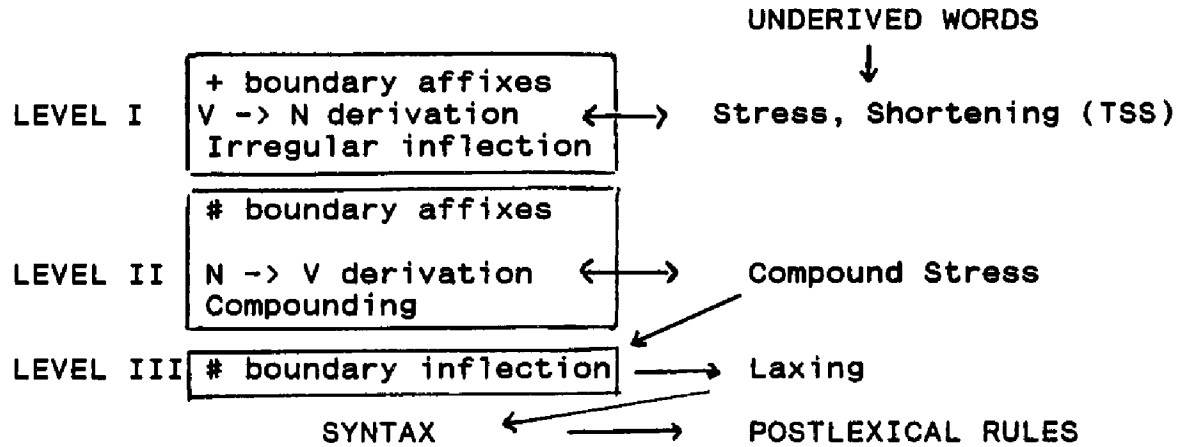 UNDERIVED WORDS
+ boundary affixes
LEVEL I V -> N derivation Stress, Shortening (TSS)
Irregular inflection
# boundary affixes
LEVEL II N -> V derivation Compound Stress
Compounding
LEVEL III # boundary inflection Laxing
SYNTAX POSTLEXICAL RULES